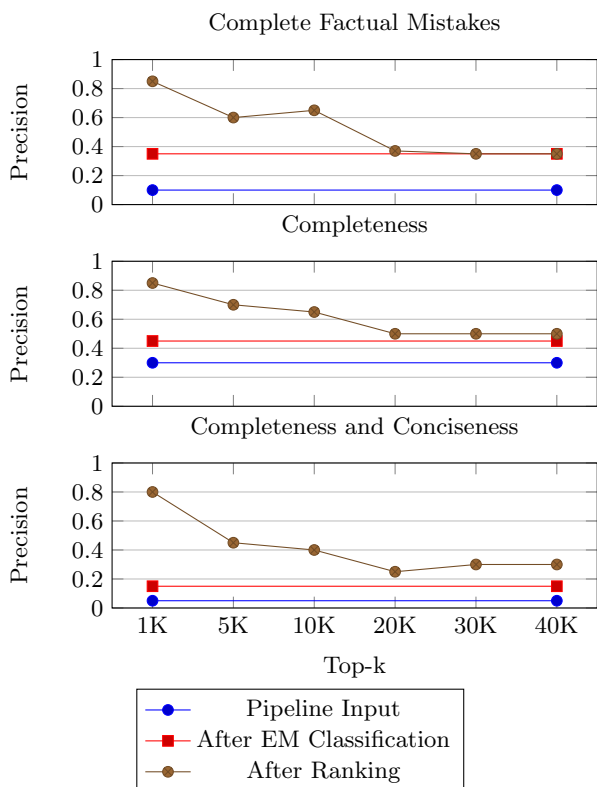 Complete Factual Mistakes
1
0.8
0.6
0.4
0.2
0
Precision
Completeness
1
0.8
0.6
0.4
0.2
0
Precision
Completeness and Conciseness
1
0.8
0.6
0.4
0.2
0
Precision
1K 5K 10K 20K 30K 40K
Top-k
Pipeline Input
After EM Classification
After Ranking